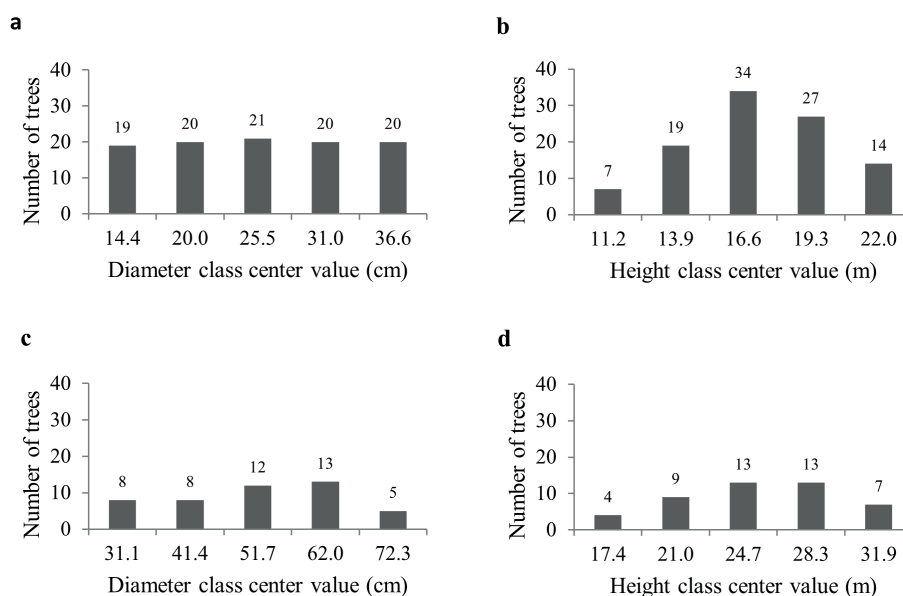 a
40
30
20
10
0
Number of trees
19 20 21 20 20
14.4 20.0 25.5 31.0 36.6
Diameter class center value (cm)
b
40
30
20
10
0
Number of trees
7 19 34 27 14
11.2 13.9 16.6 19.3 22.0
Height class center value (m)
c
40
30
20
10
0
Number of trees
8 8 12 13 5
31.1 41.4 51.7 62.0 72.3
Diameter class center value (cm)
d
40
30
20
10
0
Number of trees
4 9 13 13 7
17.4 21.0 24.7 28.3 31.9
Height class center value (m)